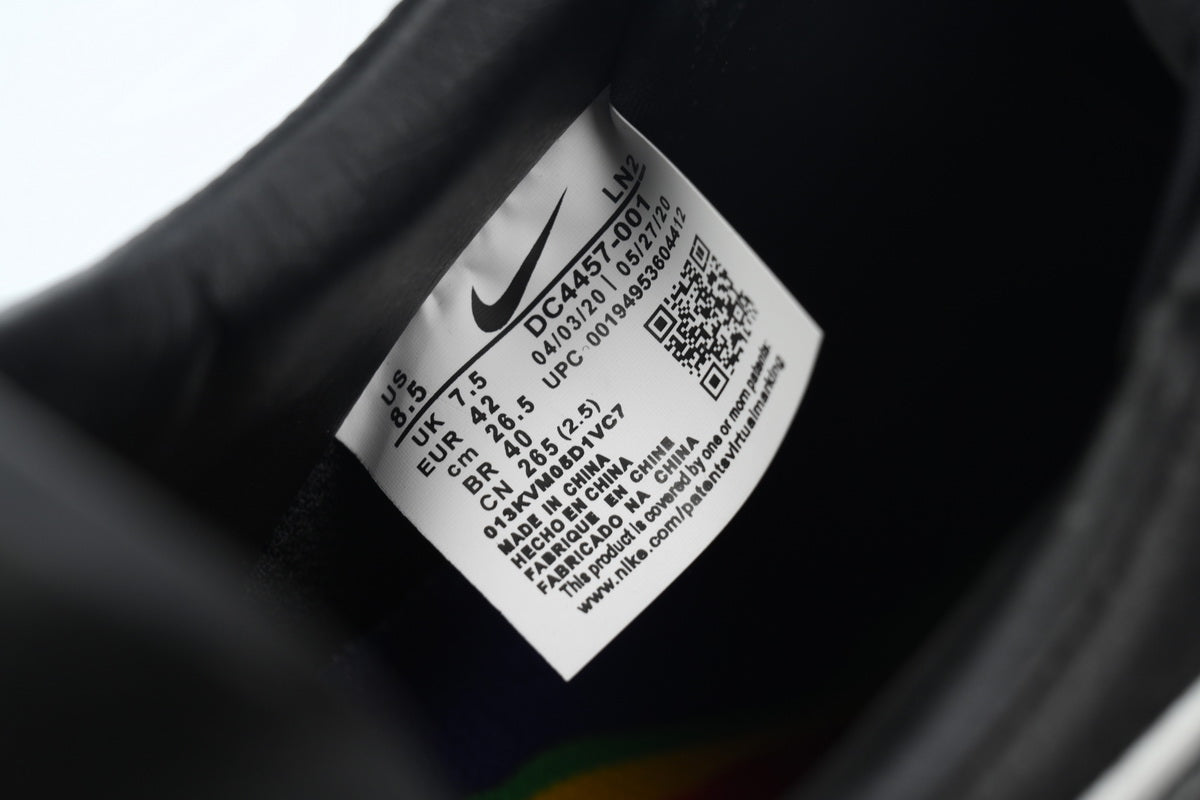 LN2
US
8.5
DC4457-001
UK 7.5
04/03/20 | 05/27/20
EUR 42
UPC 00194953604412
cm 26.5
BR 40
CN 265 (2.5)
013KVM05D1VC7
MADE IN CHINA
HECHO EN CHINA
FABRIQUE EN CHINE
FABRICADO NA CHINA
This product is covered by one or mom patents:
www.nike.com/patentsvirtualmarking